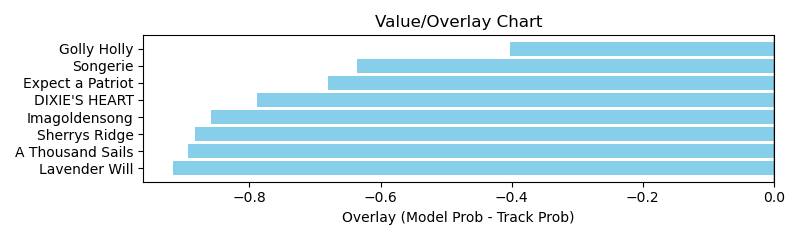 Value/Overlay Chart
Golly Holly
Songerie
Expect a Patriot
DIXIE'S HEART
Imagoldensong
Sherrys Ridge
A Thousand Sails
Lavender Will
−0.8 −0.6 −0.4 −0.2 0.0
Overlay (Model Prob - Track Prob)